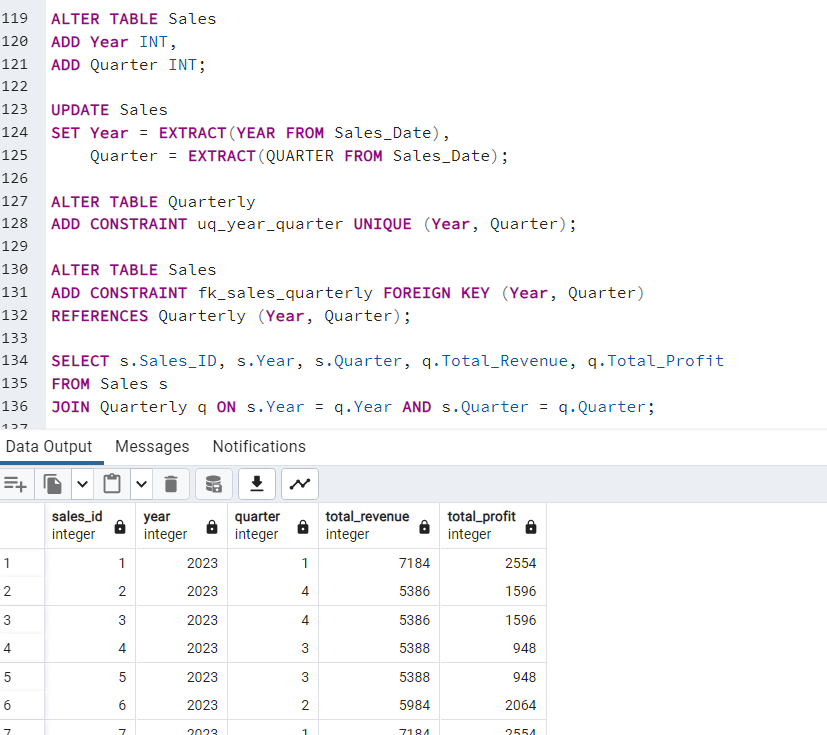 119 ALTER TABLE Sales
120 ADD Year INT,
121 ADD Quarter INT;
122
123 UPDATE Sales
124 SET Year = EXTRACT(YEAR FROM Sales_Date),
125 Quarter = EXTRACT(QUARTER FROM Sales_Date);
126
127 ALTER TABLE Quarterly
128 ADD CONSTRAINT uq_year_quarter UNIQUE (Year, Quarter);
129
130 ALTER TABLE Sales
131 ADD CONSTRAINT fk_sales_quarterly FOREIGN KEY (Year, Quarter)
132 REFERENCES Quarterly (Year, Quarter);
133
134 SELECT s.Sales_ID, s.Year, s.Quarter, q.Total_Revenue, q.Total_Profit
135 FROM Sales s
136 JOIN Quarterly q ON s.Year = q.Year AND s.Quarter = q.Quarter;
137
Data Output Messages Notifications
sales_id year quarter total_revenue total_profit
integer integer integer integer integer
1 1 2023 1 7184 2554
2 2 2023 4 5386 1596
3 3 2023 4 5386 1596
4 4 2023 3 5388 948
5 5 2023 3 5388 948
6 6 2023 2 5984 2064
7 7 2023 1 7184 2554